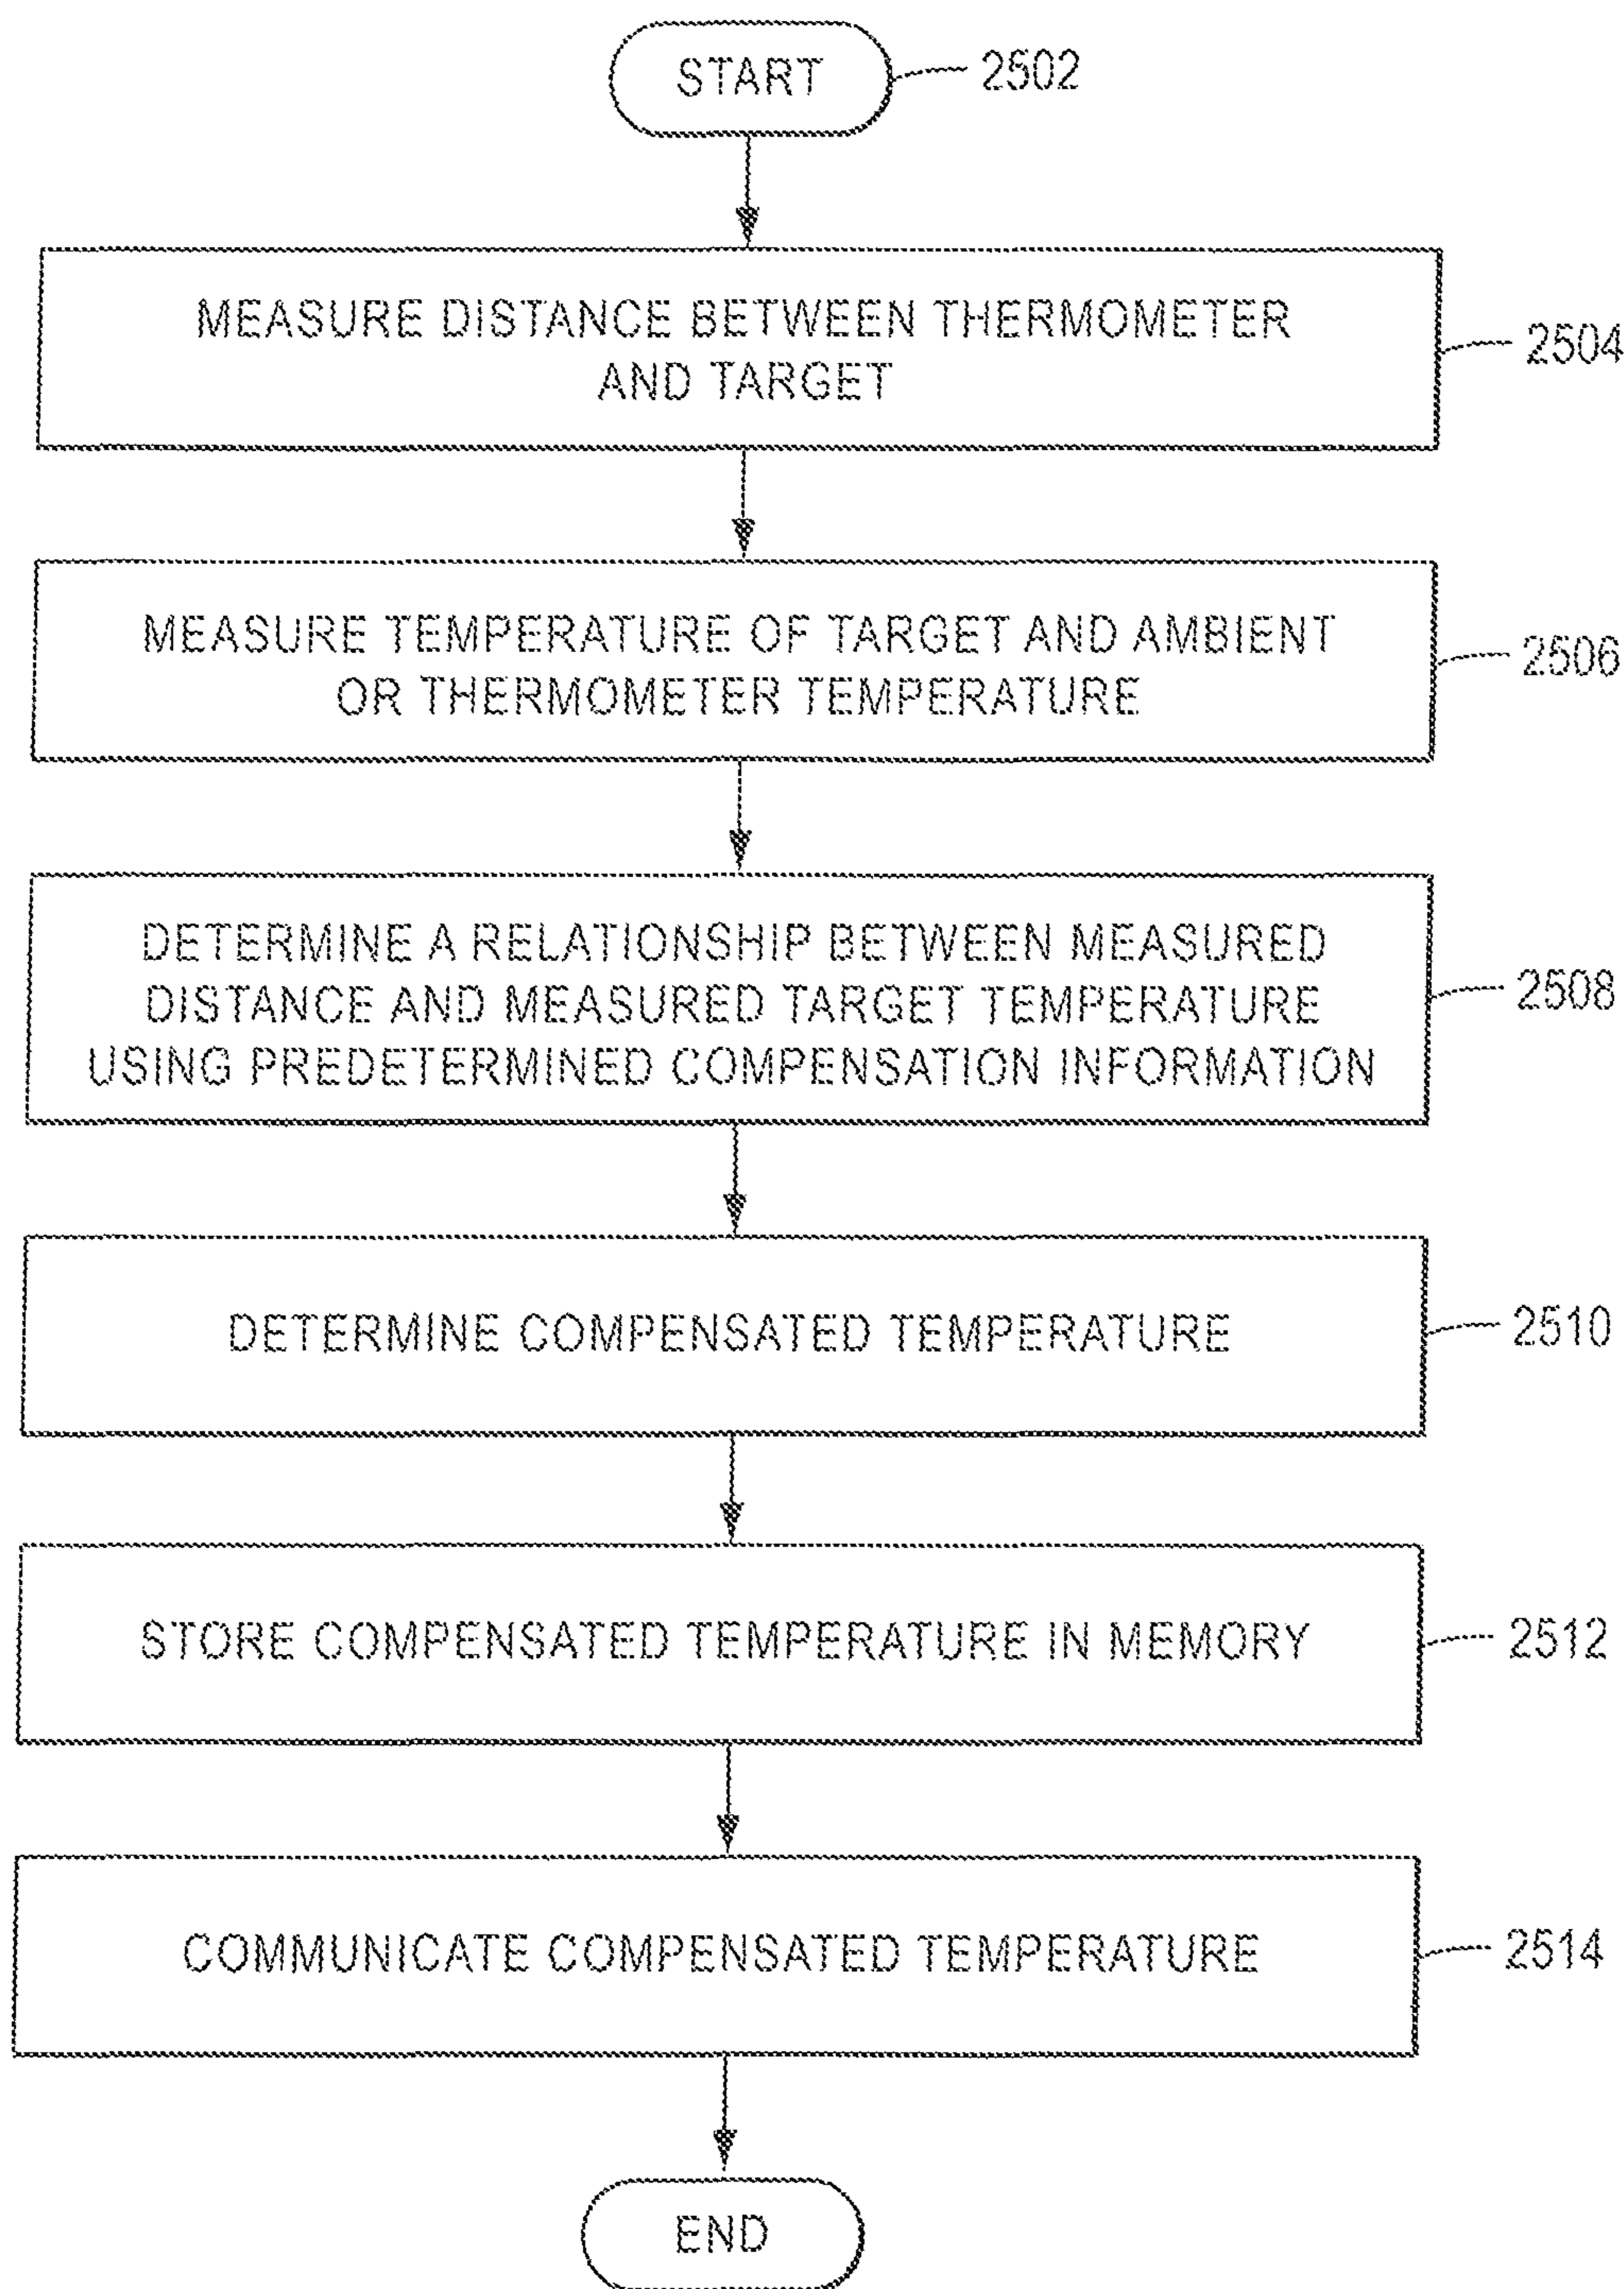 START
2502
MEASURE DISTANCE BETWEEN THERMOMETER
AND TARGET
2504
MEASURE TEMPERATURE OF TARGET AND AMBIENT
OR THERMOMETER TEMPERATURE
2506
DETERMINE A RELATIONSHIP BETWEEN MEASURED
DISTANCE AND MEASURED TARGET TEMPERATURE
USING PREDETERMINED COMPENSATION INFORMATION
2508
DETERMINE COMPENSATED TEMPERATURE
2510
STORE COMPENSATED TEMPERATURE IN MEMORY
2512
COMMUNICATE COMPENSATED TEMPERATURE
2514
END